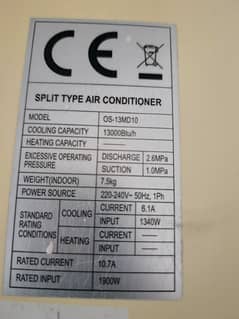 CE
SPLIT TYPE AIR CONDITIONER
MODEL OS-13MD10
COOLING CAPACITY 13000Btu/h
HEATING CAPACITY ———
EXCESSIVE OPERATING PRESSURE DISCHARGE 2.6MPa
SUCTION 1.0MPa
WEIGHT(INDOOR) 7.5kg
POWER SOURCE 220-240V~ 50Hz, 1Ph
STANDARD RATING CONDITIONS COOLING CURRENT 6.1A
INPUT 1340W
HEATING CURRENT ——
INPUT ——
RATED CURRENT 10.7A
RATED INPUT 1900W